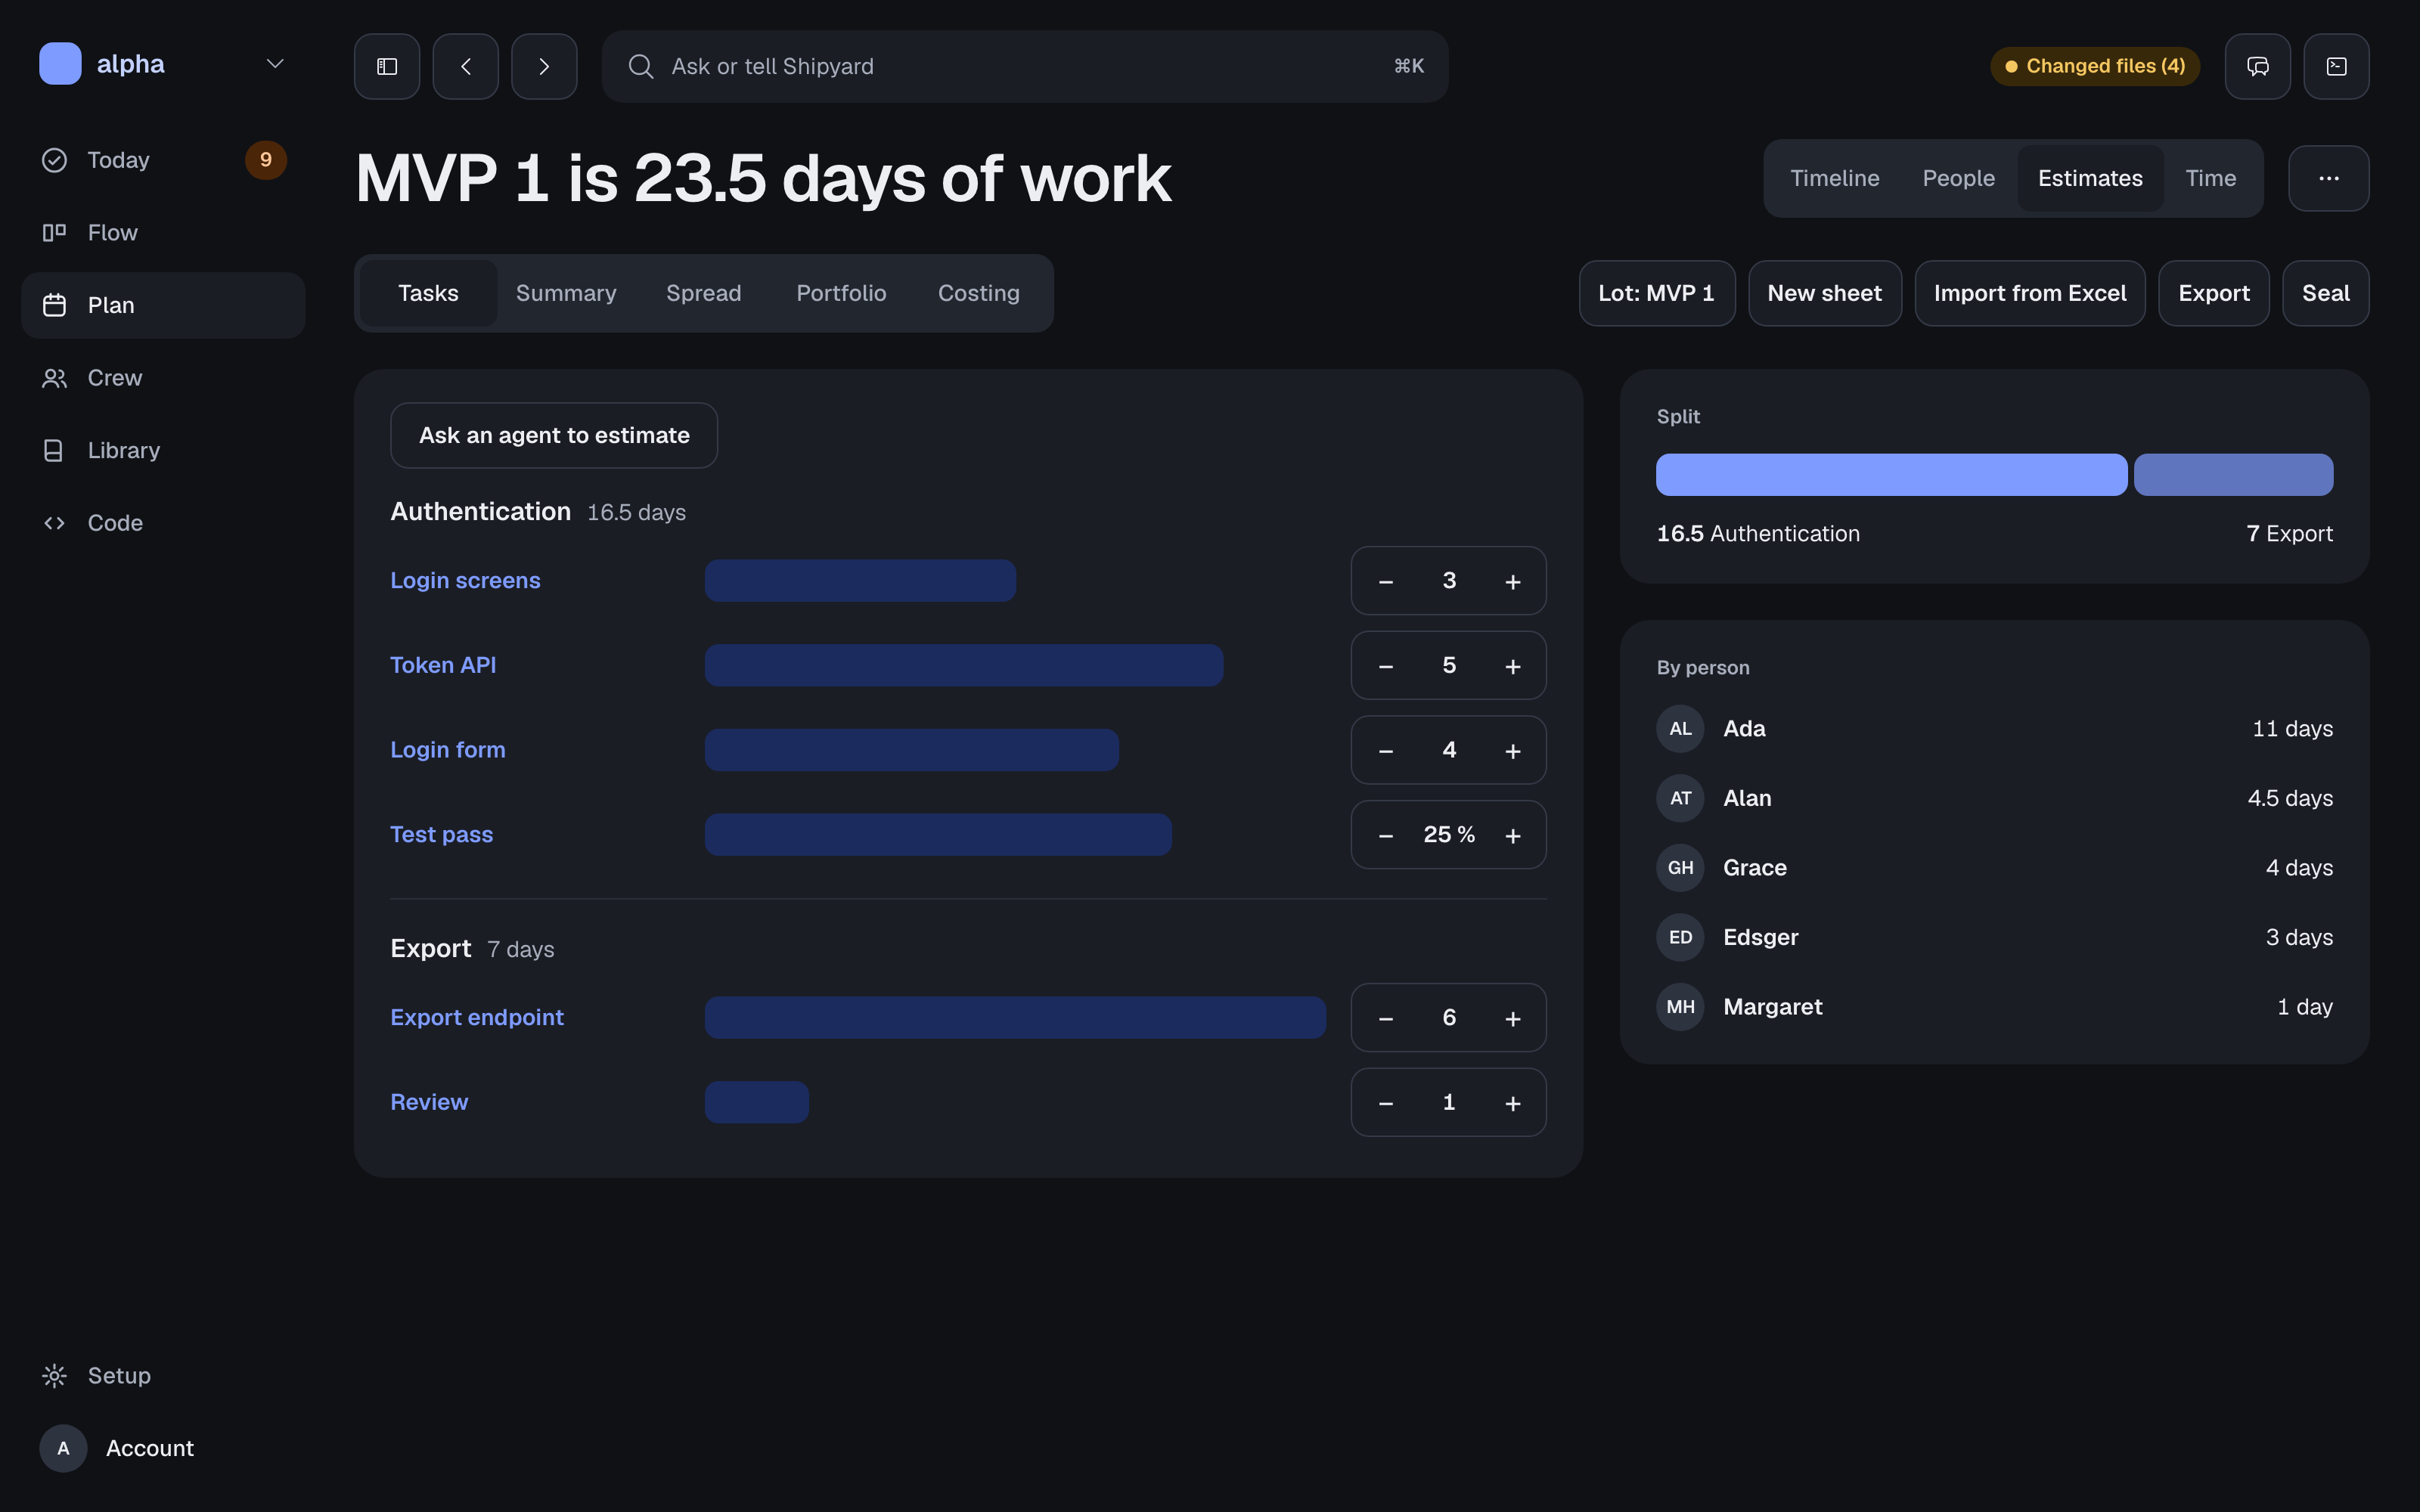 alpha
Ask or tell Shipyard ⌘K
Changed files (4)
Today 9
Flow
Plan
Crew
Library
Code
Setup
A Account
MVP 1 is 23.5 days of work
Timeline People Estimates Time
Tasks Summary Spread Portfolio Costing
Lot: MVP 1 New sheet Import from Excel Export Seal
Ask an agent to estimate
Authentication 16.5 days
Login screens − 3 +
Token API − 5 +
Login form − 4 +
Test pass − 25 % +
Export 7 days
Export endpoint − 6 +
Review − 1 +
Split
16.5 Authentication 7 Export
By person
AL Ada 11 days
AT Alan 4.5 days
GH Grace 4 days
ED Edsger 3 days
MH Margaret 1 day